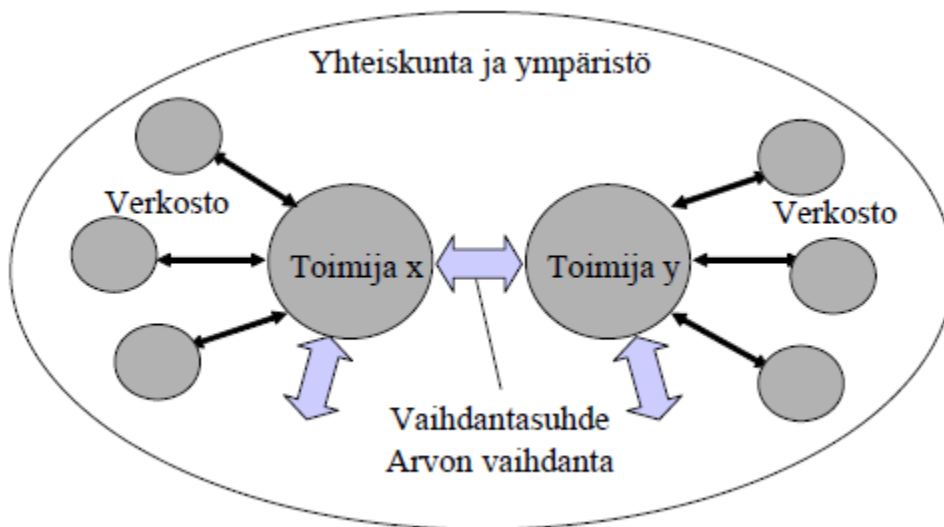 Yhteiskunta ja ympäristö
Verkosto
Verkosto
Toimija x
Toimija y
Vaihdantasuhde
Arvon vaihdanta